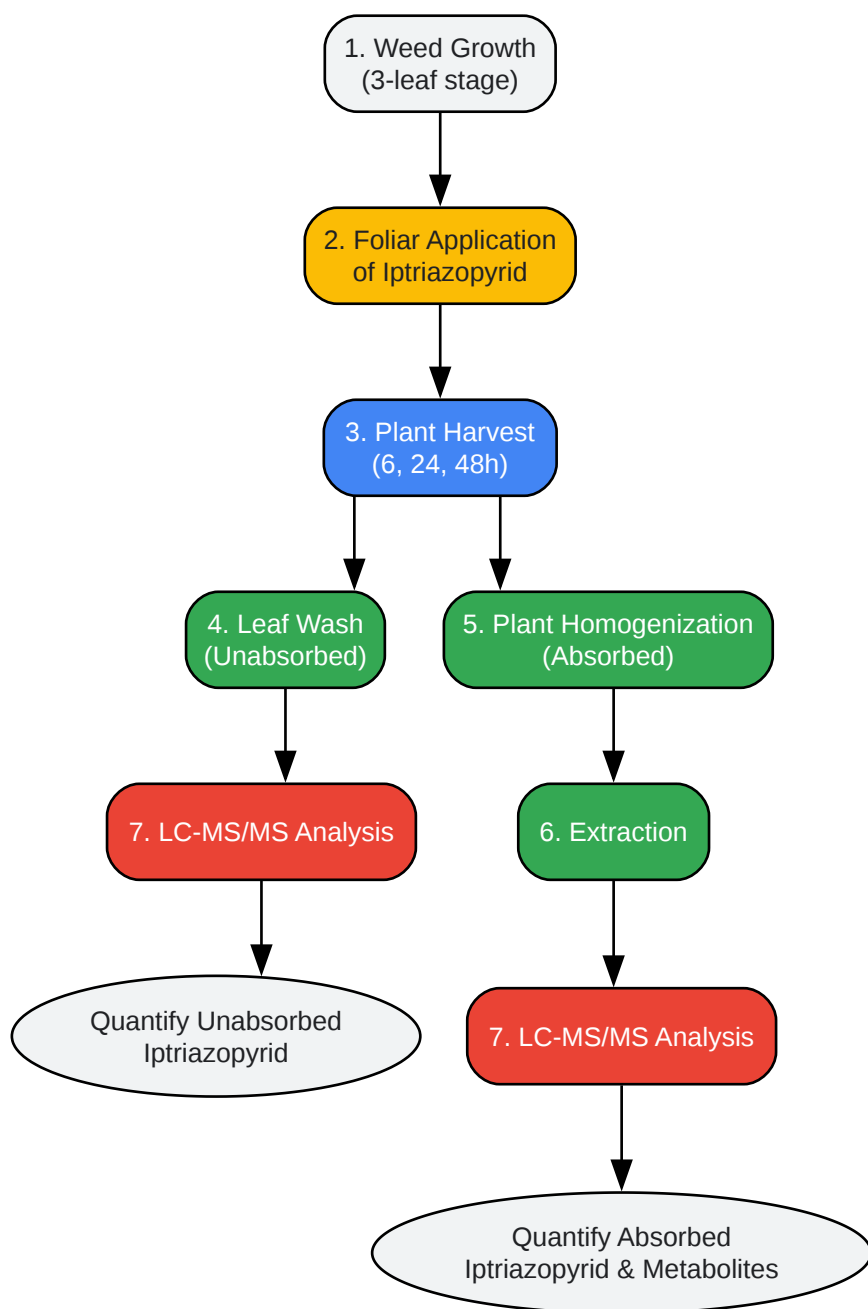 1. Weed Growth
(3-leaf stage)
2. Foliar Application
of Iptriazopyrid
3. Plant Harvest
(6, 24, 48h)
4. Leaf Wash
(Unabsorbed)
5. Plant Homogenization
(Absorbed)
7. LC-MS/MS Analysis
6. Extraction
Quantify Unabsorbed
Iptriazopyrid
7. LC-MS/MS Analysis
Quantify Absorbed
Iptriazopyrid & Metabolites